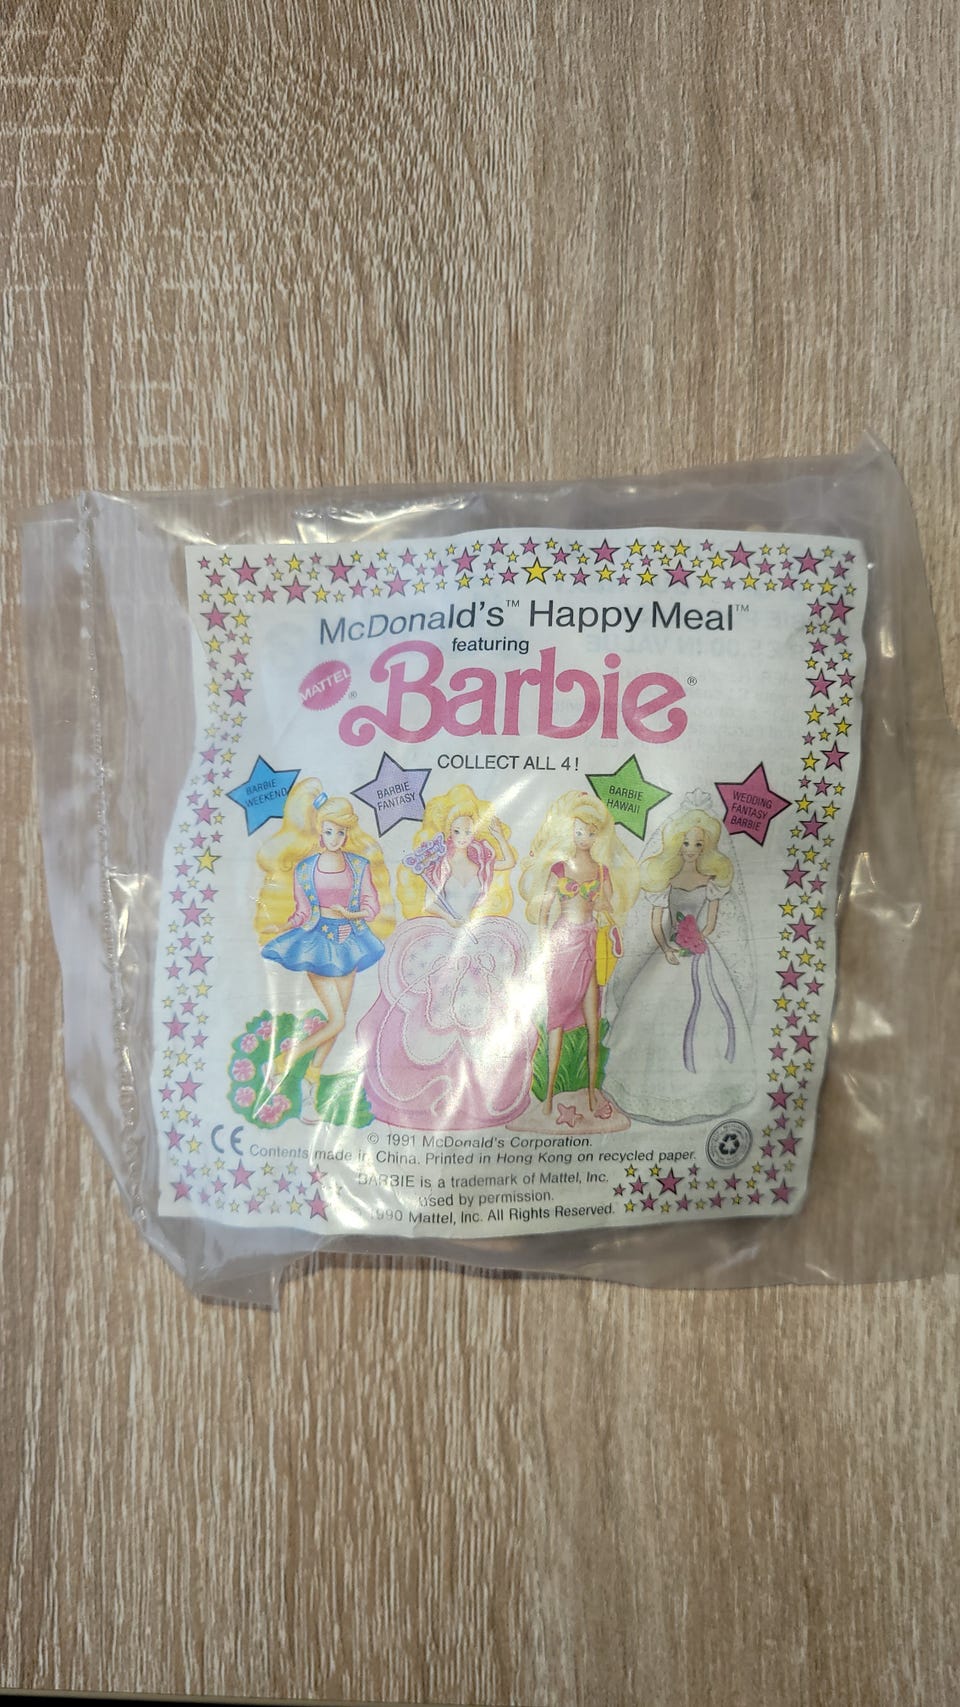 McDonald's™ Happy Meal™
featuring
MATTEL®
Barbie®
COLLECT ALL 4!
BARBIE
WEEKEND
BARBIE
FANTASY
BARBIE
HAWAII
WEDDING
FANTASY
BARBIE
CE
© 1991 McDonald's Corporation.
Contents made in China. Printed in Hong Kong on recycled paper.
BARBIE is a trademark of Mattel, Inc.
used by permission.
1990 Mattel, Inc. All Rights Reserved.